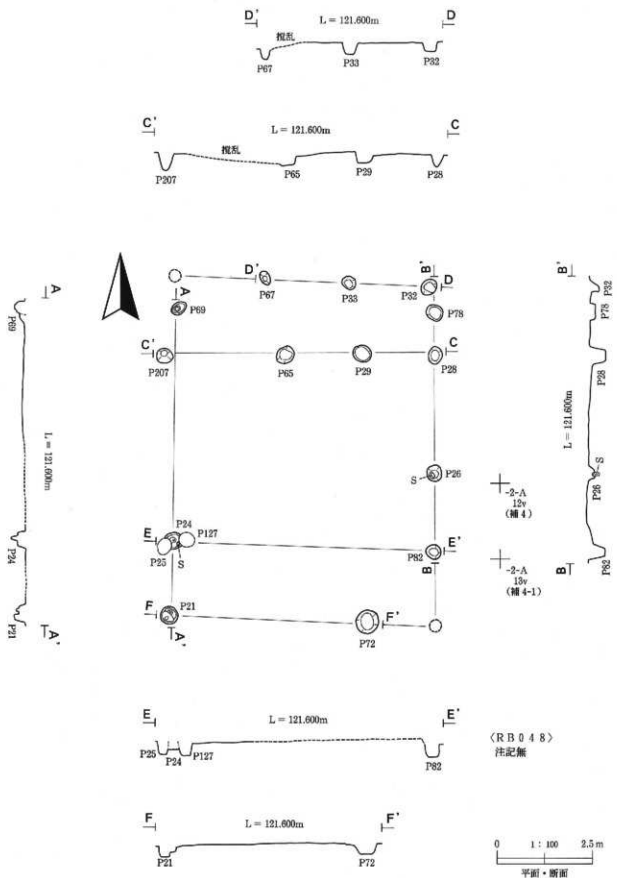 D' L = 121.600m D
攪乱
P67 P33 P32
C' L = 121.600m C
攪乱
P207 P65 P29 P28
A
P69
L = 121.600m
P24
P21
A'
D' B' D
A P67 P33 P32
P69 P78
C' C
P207 P65 P29 P28
S P26
P24
E P127 E'
P25 S P82
B
F P21 F'
A' P72
-2-A
12v
(補4)
-2-A
13v
(補4-1)
B'
P32
P78
P28
L = 121.600m
S
P26
P82
B
E L = 121.600m E'
P25 P24 P127 P82
〈RB048〉
注記無
F L = 121.600m F'
P21 P72
0 1:100 2.5m
平面・断面